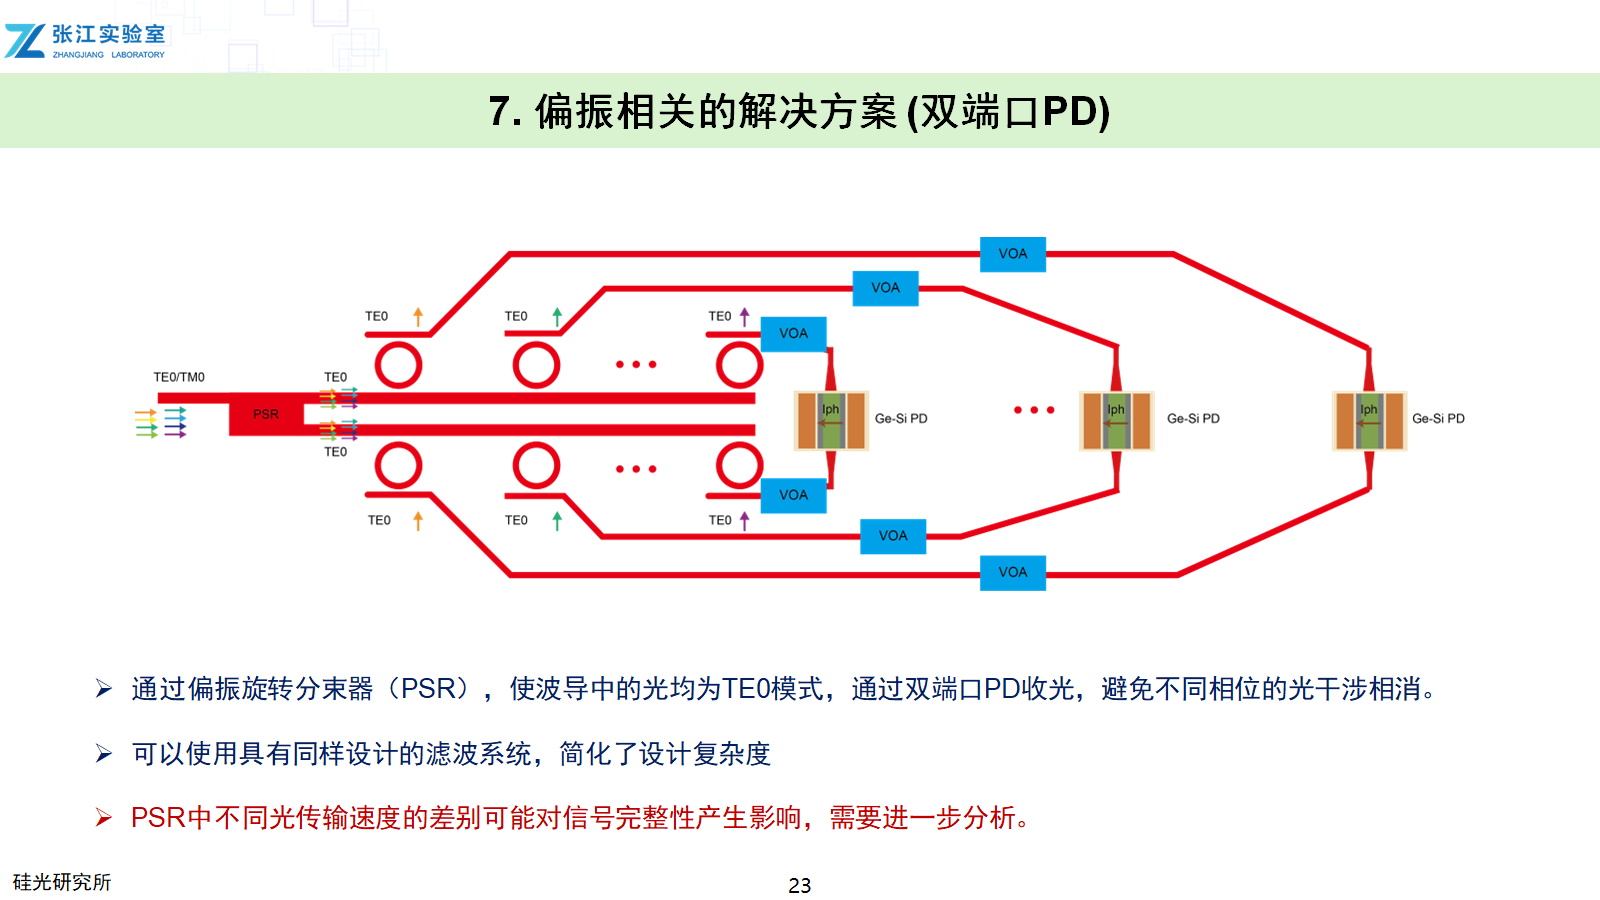 张江实验室
ZHANGJIANG LABORATORY
7. 偏振相关的解决方案 (双端口PD)
VOA
VOA
TE0
TE0
TE0
VOA
TE0/TM0
TE0
PSR
Iph
Ge-Si PD
Iph
Ge-Si PD
Iph
Ge-Si PD
TE0
VOA
TE0
TE0
TE0
VOA
VOA
➢ 通过偏振旋转分束器（PSR），使波导中的光均为TE0模式，通过双端口PD收光，避免不同相位的光干涉相消。
➢ 可以使用具有同样设计的滤波系统，简化了设计复杂度
➢ PSR中不同光传输速度的差别可能对信号完整性产生影响，需要进一步分析。
硅光研究所
23